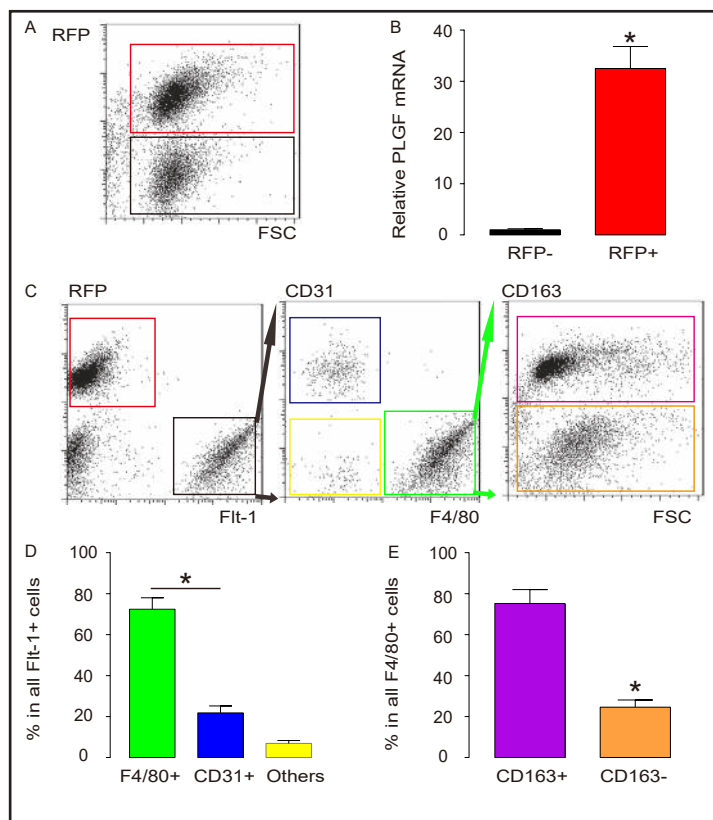 A
RFP
FSC
B
Relative PLGF mRNA
40
30
20
10
0
*
RFP-
RFP+
C
RFP
Flt-1
CD31
F4/80
CD163
FSC
D
% in all Flt-1+ cells
100
80
60
40
20
0
*
F4/80+
CD31+
Others
E
% in all F4/80+ cells
100
80
60
40
20
0
*
CD163+
CD163-